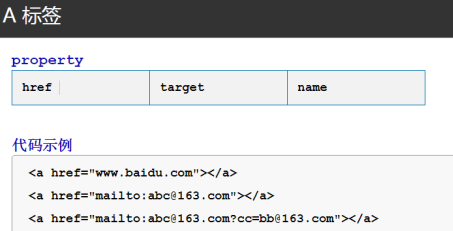 A 标签
property
href target name
代码示例
<a href="www.baidu.com"></a>
<a href="mailto:abc@163.com"></a>
<a href="mailto:abc@163.com?cc=bb@163.com"></a>